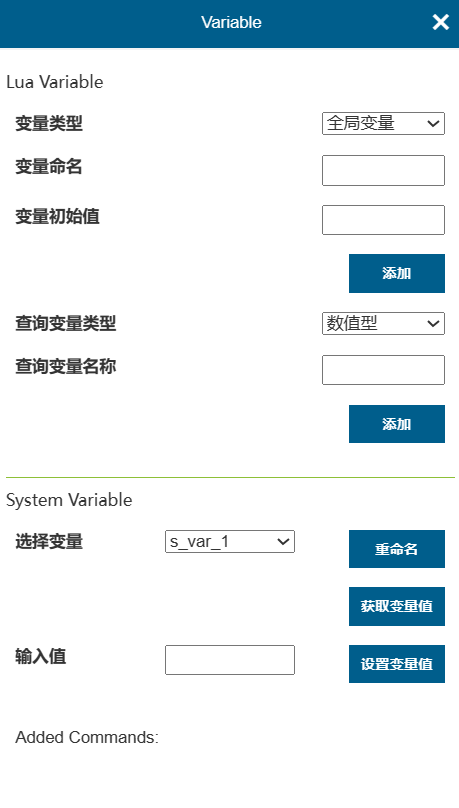 Variable
Lua Variable
变量类型 全局变量
变量命名
变量初始值
添加
查询变量类型 数值型
查询变量名称
添加
System Variable
选择变量 s_var_1 重命名
获取变量值
输入值 设置变量值
Added Commands: